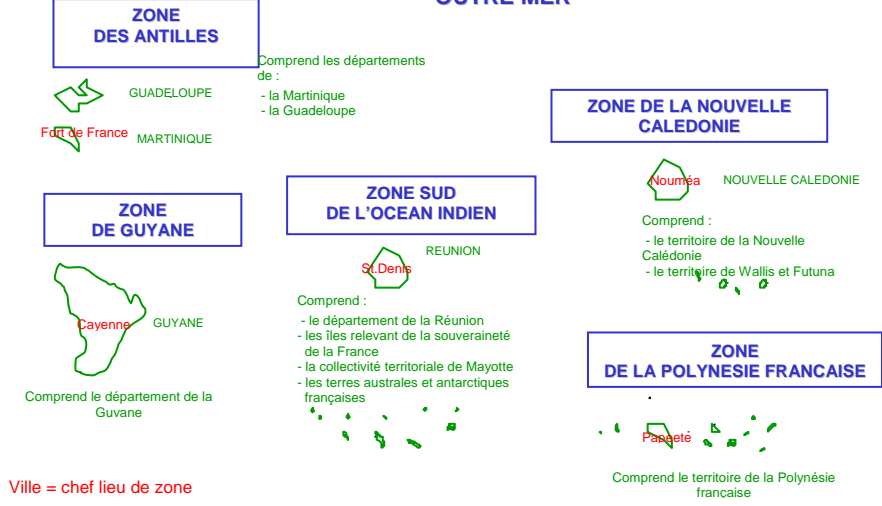 OUTRE MER
ZONE
DES ANTILLES
Comprend les départements
de :
- la Martinique
- la Guadeloupe
GUADELOUPE
Fort de France
MARTINIQUE
ZONE DE LA NOUVELLE
CALEDONIE
Nouméa
NOUVELLE CALEDONIE
Comprend :
- le territoire de la Nouvelle
Calédonie
- le territoire de Wallis et Futuna
ZONE
DE GUYANE
Cayenne
GUYANE
Comprend le département de la
Guyane
ZONE SUD
DE L'OCEAN INDIEN
REUNION
St.Denis
Comprend :
- le département de la Réunion
- les îles relevant de la souveraineté
de la France
- la collectivité territoriale de Mayotte
- les terres australes et antarctiques
françaises
ZONE
DE LA POLYNESIE FRANCAISE
Papeete
Comprend le territoire de la Polynésie
française
Ville = chef lieu de zone